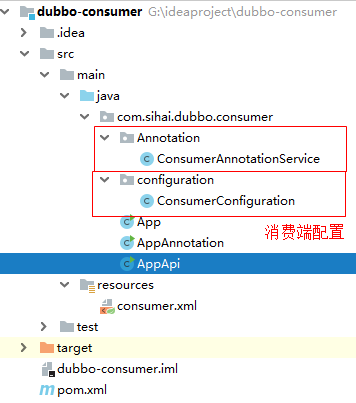 dubbo-consumer G:\ideaproject\dubbo-consumer
.idea
src
main
java
com.sihai.dubbo.consumer
Annotation
ConsumerAnnotationService
configuration
ConsumerConfiguration
消费端配置
App
AppAnnotation
AppApi
resources
consumer.xml
test
target
dubbo-consumer.iml
pom.xml